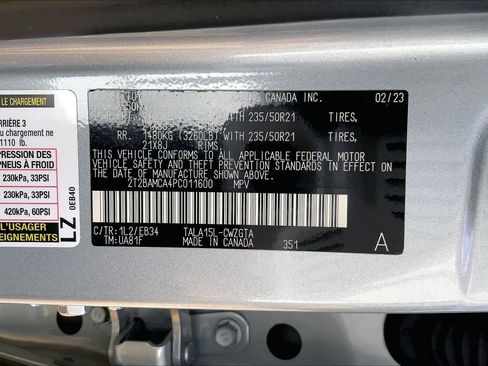 LE CHARGEMENT
ARRIÈRE 3
du chargement ne
1110 lb.
PRESSION DES
PNEUS À FROID
230kPa, 33PSI
230kPa, 33PSI
420kPa, 60PSI
L'USAGER
LZ
0EB40
CANADA INC. 02/23
WITH 235/50R21 TIRES,
RR. 1480KG (3260LB) WITH 235/50R21 TIRES,
21X8J RIMS.
THIS VEHICLE CONFORMS TO ALL APPLICABLE FEDERAL MOTOR
VEHICLE SAFETY AND THEFT PREVENTION STANDARDS IN EFFECT
ON THE DATE OF MANUFACTURE SHOWN ABOVE.
2T2BAMCA4PC011600 MPV
C/TR:1L2/EB34 TALA15L-CWZGTA
TM:UA81F MADE IN CANADA 351 A